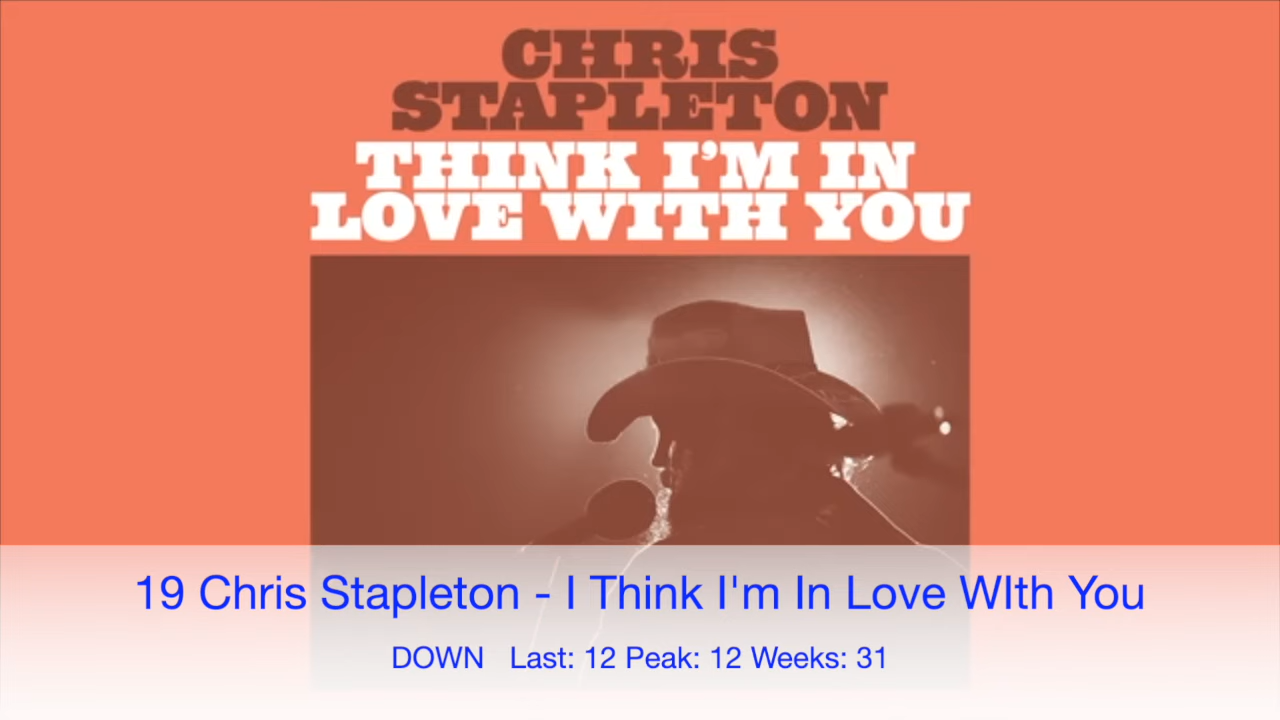 CHRIS
STAPLETON
THINK I'M IN
LOVE WITH YOU
19 Chris Stapleton - I Think I'm In Love WIth You
DOWN Last: 12 Peak: 12 Weeks: 31